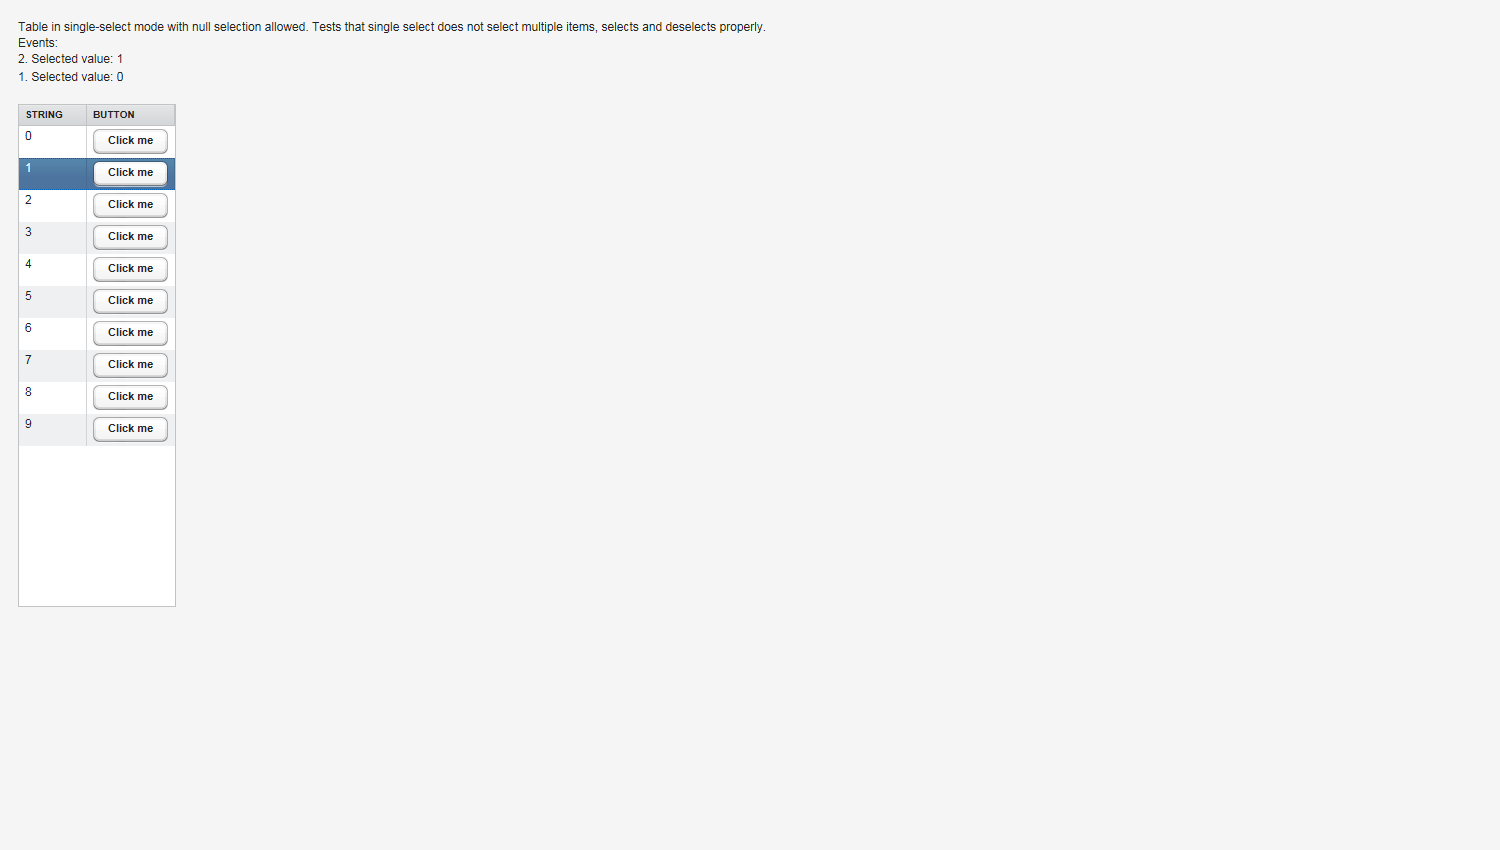 Table in single-select mode with null selection allowed. Tests that single select does not select multiple items, selects and deselects properly.
Events:
2. Selected value: 1
1. Selected value: 0
STRING BUTTON
0 Click me
1 Click me
2 Click me
3 Click me
4 Click me
5 Click me
6 Click me
7 Click me
8 Click me
9 Click me